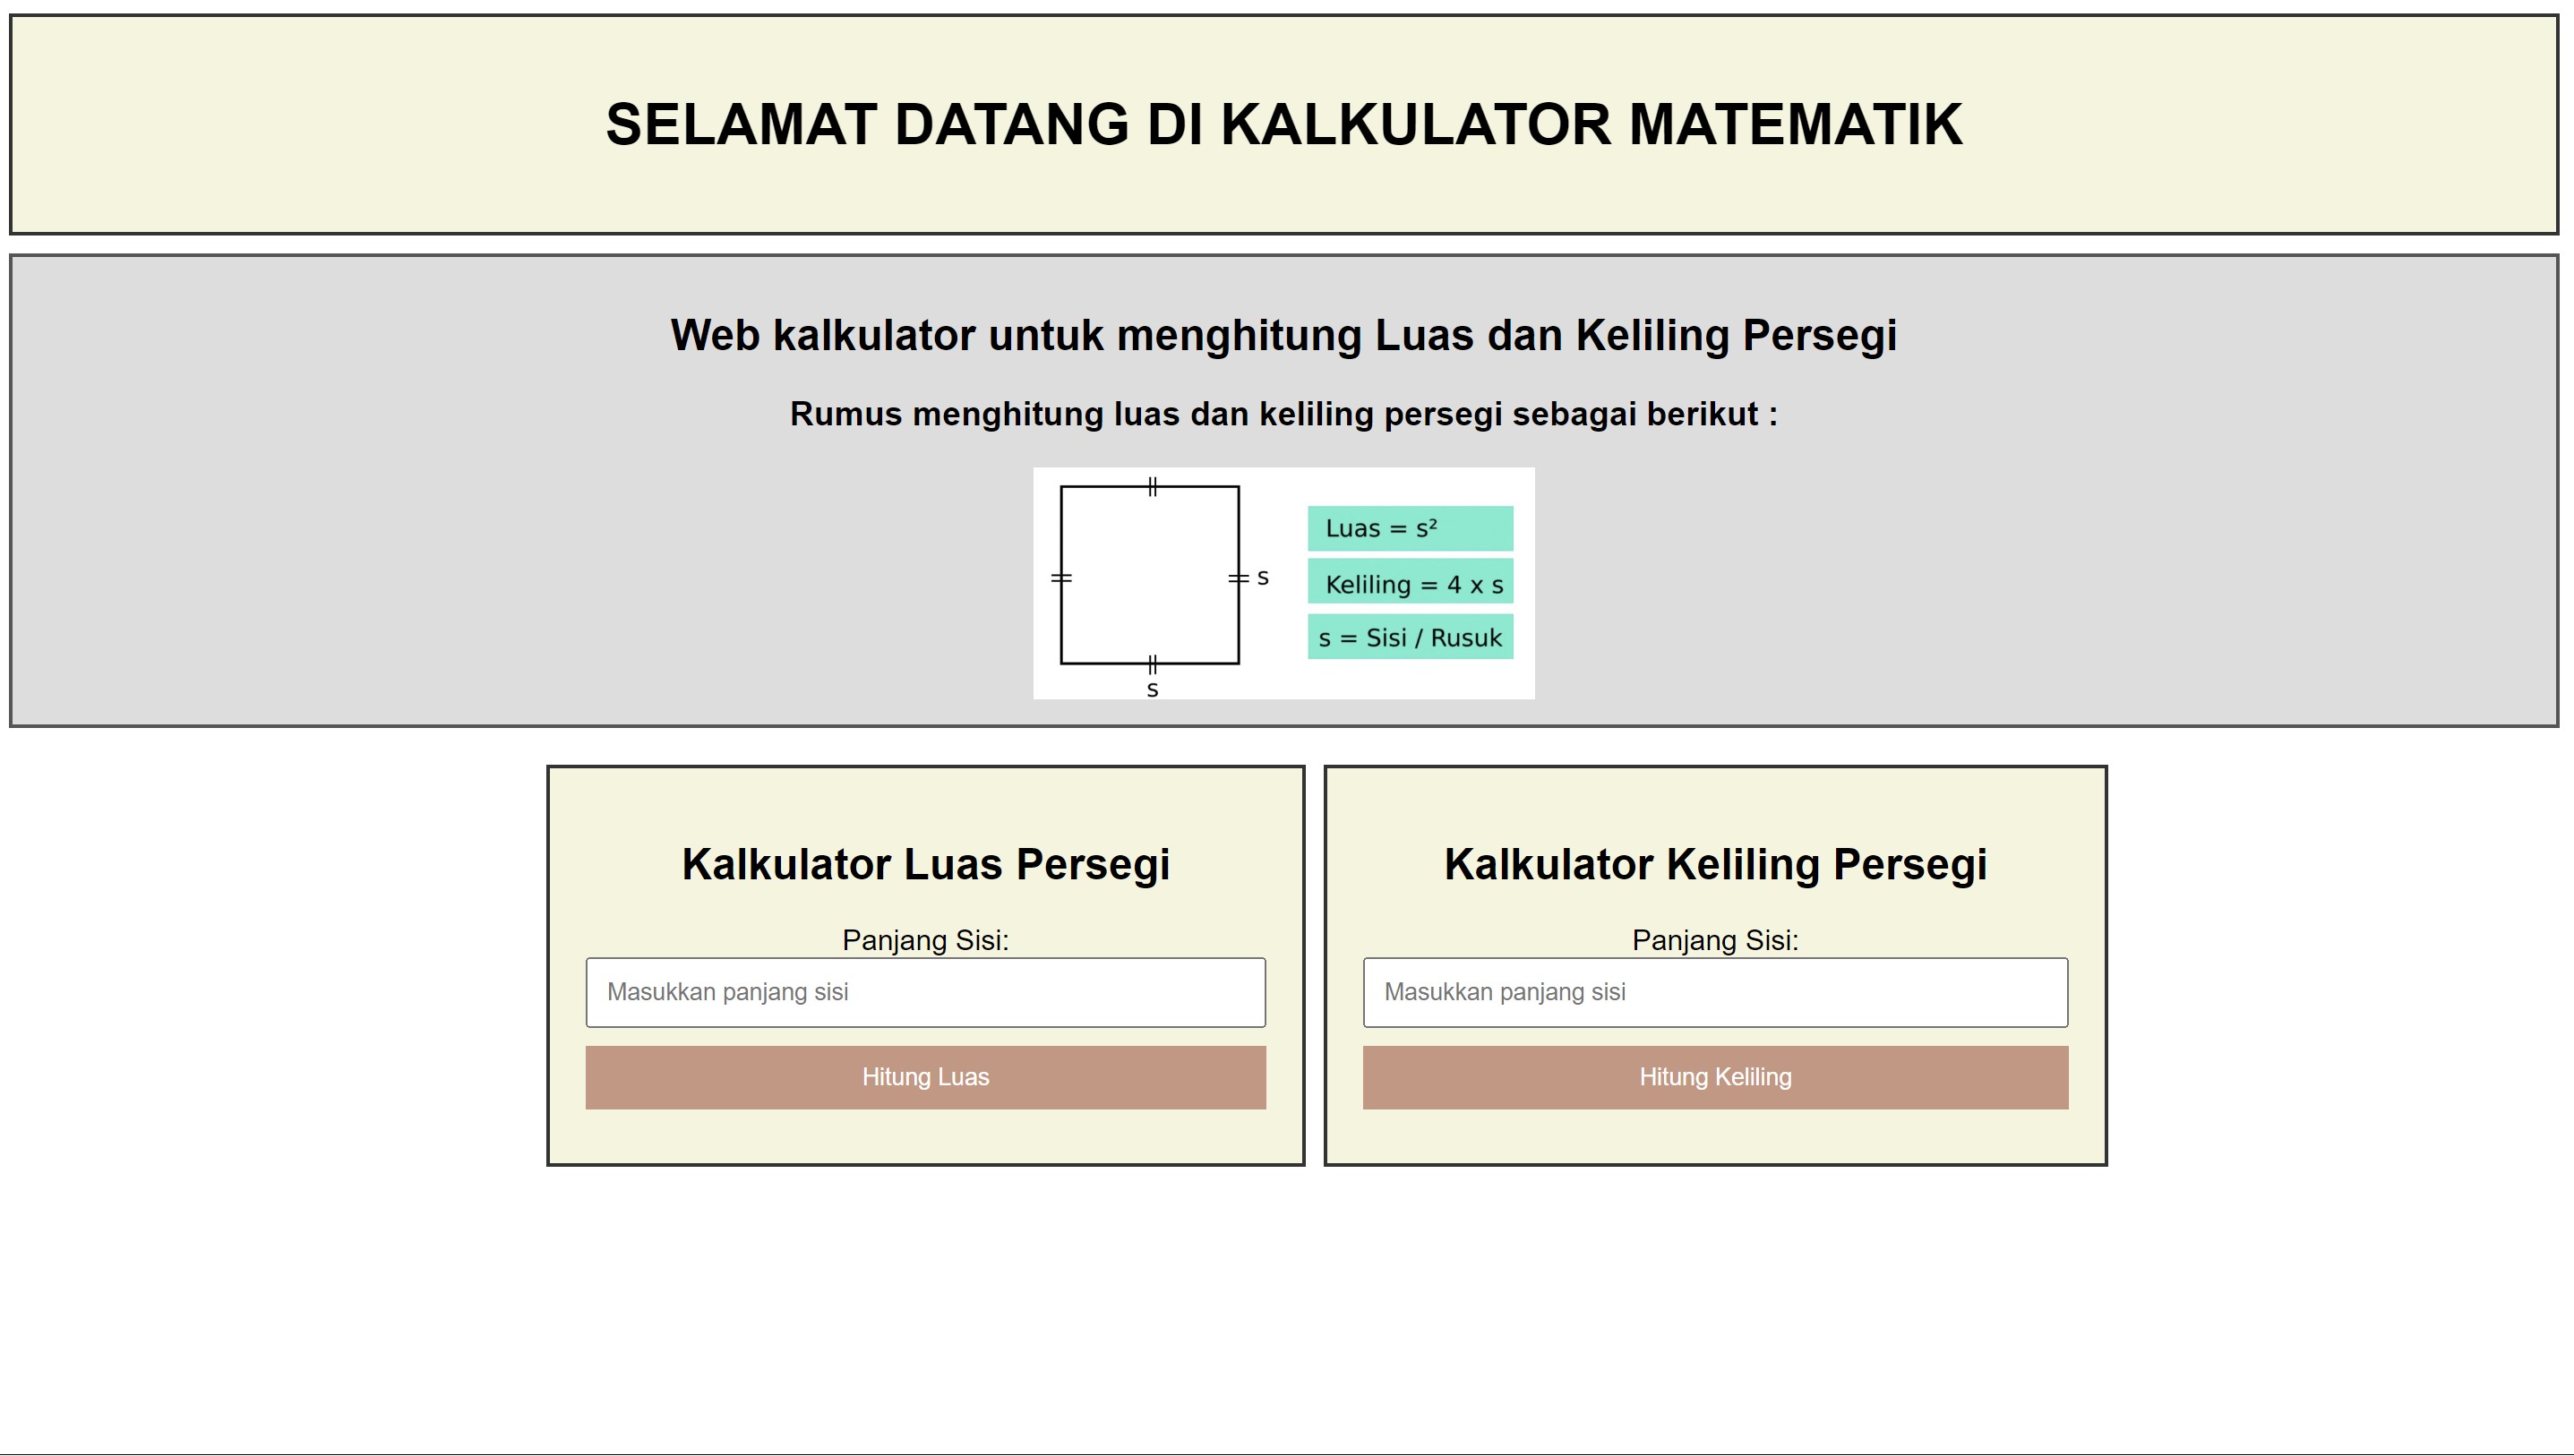 SELAMAT DATANG DI KALKULATOR MATEMATIK
Web kalkulator untuk menghitung Luas dan Keliling Persegi
Rumus menghitung luas dan keliling persegi sebagai berikut :
Luas = s²
Keliling = 4 x s
s = Sisi / Rusuk
s
s
Kalkulator Luas Persegi
Panjang Sisi:
Masukkan panjang sisi
Hitung Luas
Kalkulator Keliling Persegi
Panjang Sisi:
Masukkan panjang sisi
Hitung Keliling